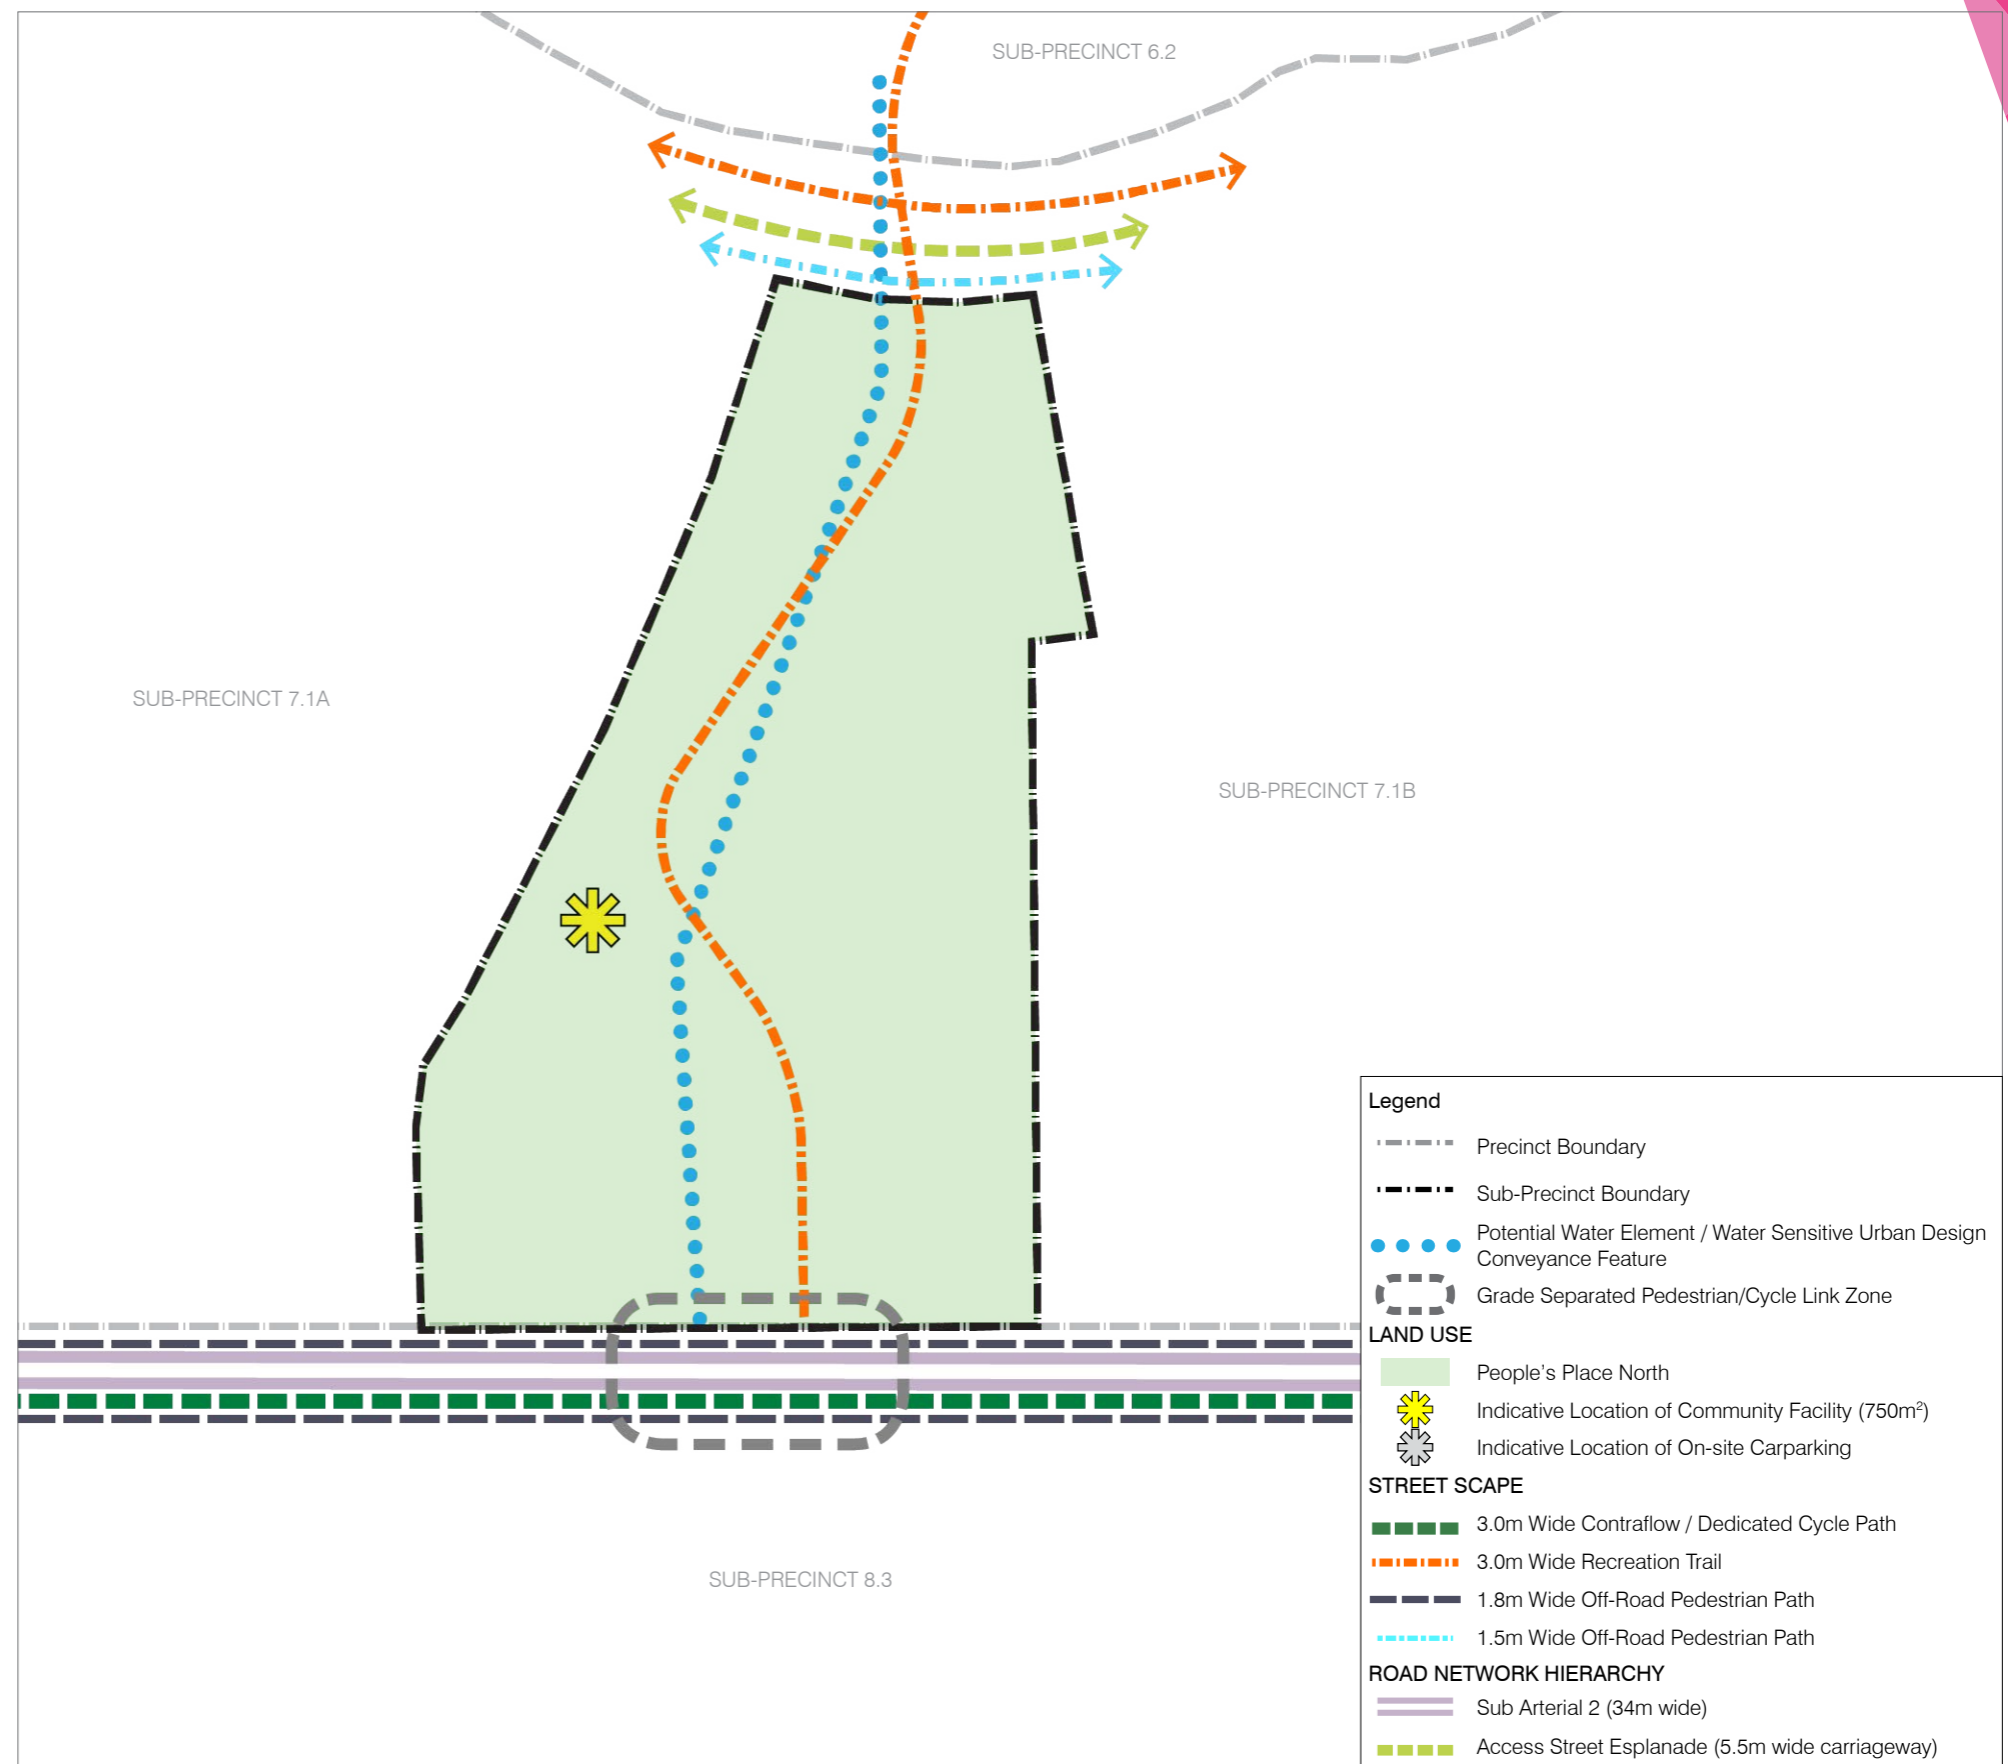 SUB-PRECINCT 6.2
SUB-PRECINCT 7.1A
SUB-PRECINCT 7.1B
SUB-PRECINCT 8.3
Legend
Precinct Boundary
Sub-Precinct Boundary
Potential Water Element / Water Sensitive Urban Design
Conveyance Feature
Grade Separated Pedestrian/Cycle Link Zone
LAND USE
People's Place North
Indicative Location of Community Facility (750m²)
Indicative Location of On-site Carparking
STREET SCAPE
3.0m Wide Contraflow / Dedicated Cycle Path
3.0m Wide Recreation Trail
1.8m Wide Off-Road Pedestrian Path
1.5m Wide Off-Road Pedestrian Path
ROAD NETWORK HIERARCHY
Sub Arterial 2 (34m wide)
Access Street Esplanade (5.5m wide carriageway)